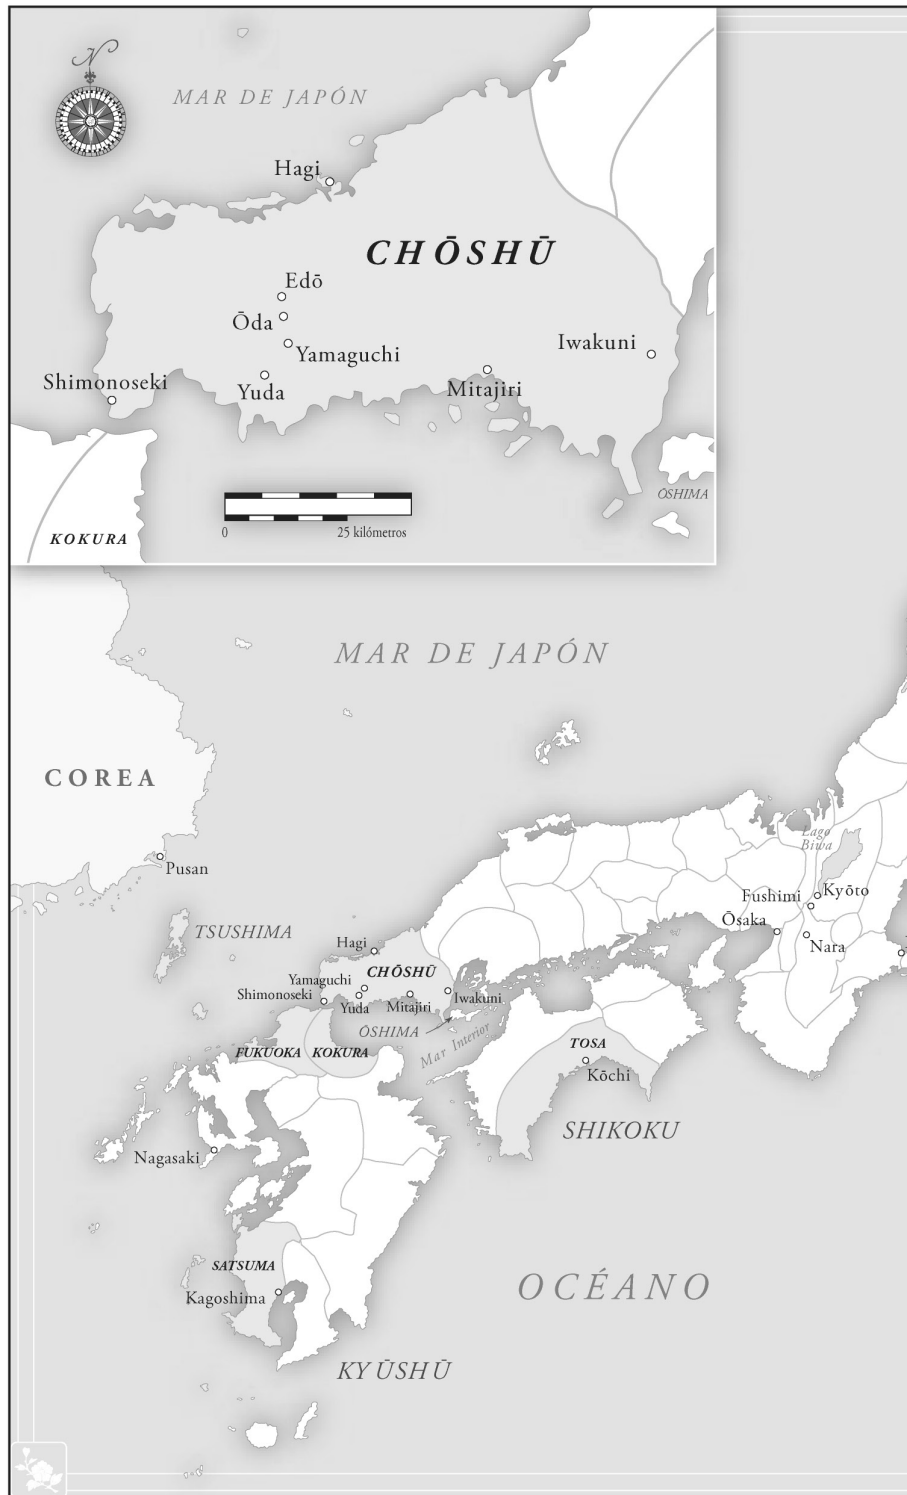 N
MAR DE JAPÓN
Hagi
CHŌSHŪ
Edō
Ōda
Yamaguchi
Iwakuni
Shimonoseki
Yuda
Mitajiri
ŌSHIMA
KOKURA
0
25 kilómetros
MAR DE JAPÓN
COREA
Pusan
Lago
Biwa
Fushimi
Kyōto
Ōsaka
Nara
TSUSHIMA
Hagi
CHŌSHŪ
Yamaguchi
Shimonoseki
Yuda
Mitajiri
Iwakuni
ŌSHIMA
Mar Interior
FUKUOKA
KOKURA
TOSA
Kōchi
SHIKOKU
Nagasaki
SATSUMA
Kagoshima
OCÉANO
KYŪSHŪ